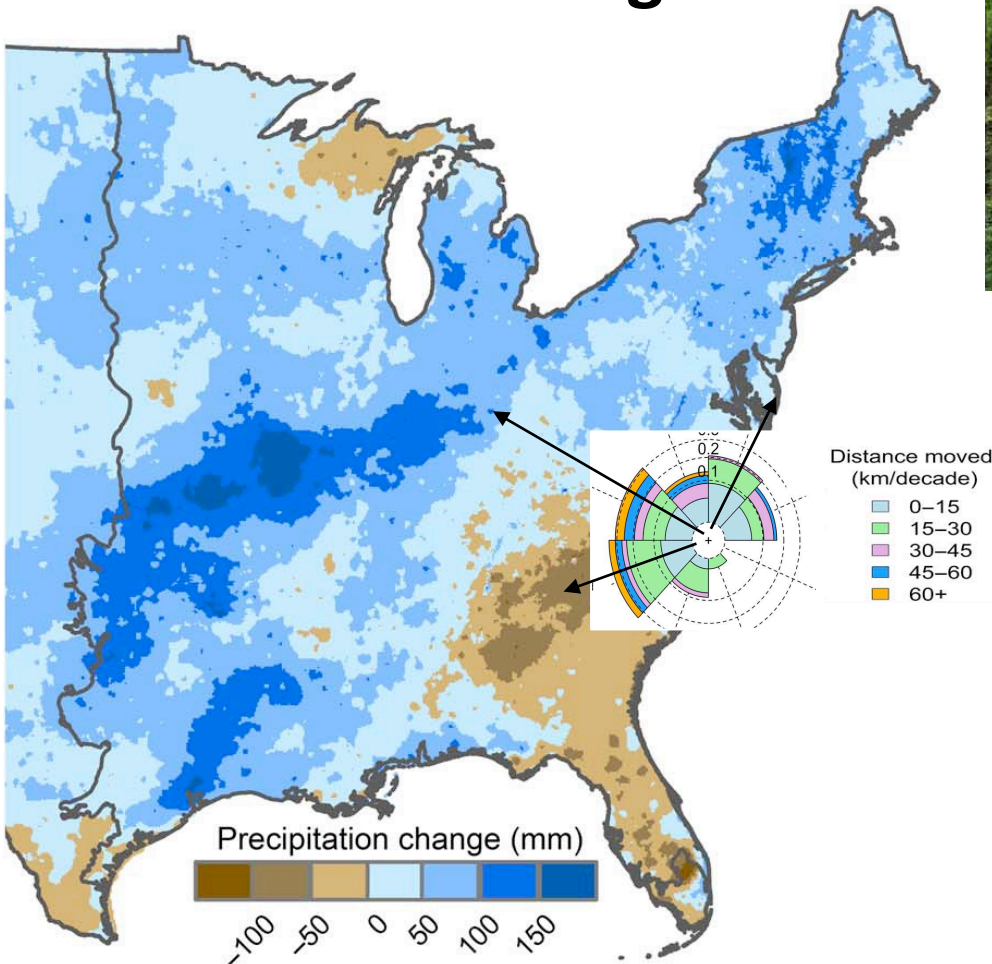 g
0.2
0.1
Distance moved
(km/decade)
0–15
15–30
30–45
45–60
60+
Precipitation change (mm)
–100 –50 0 50 100 150